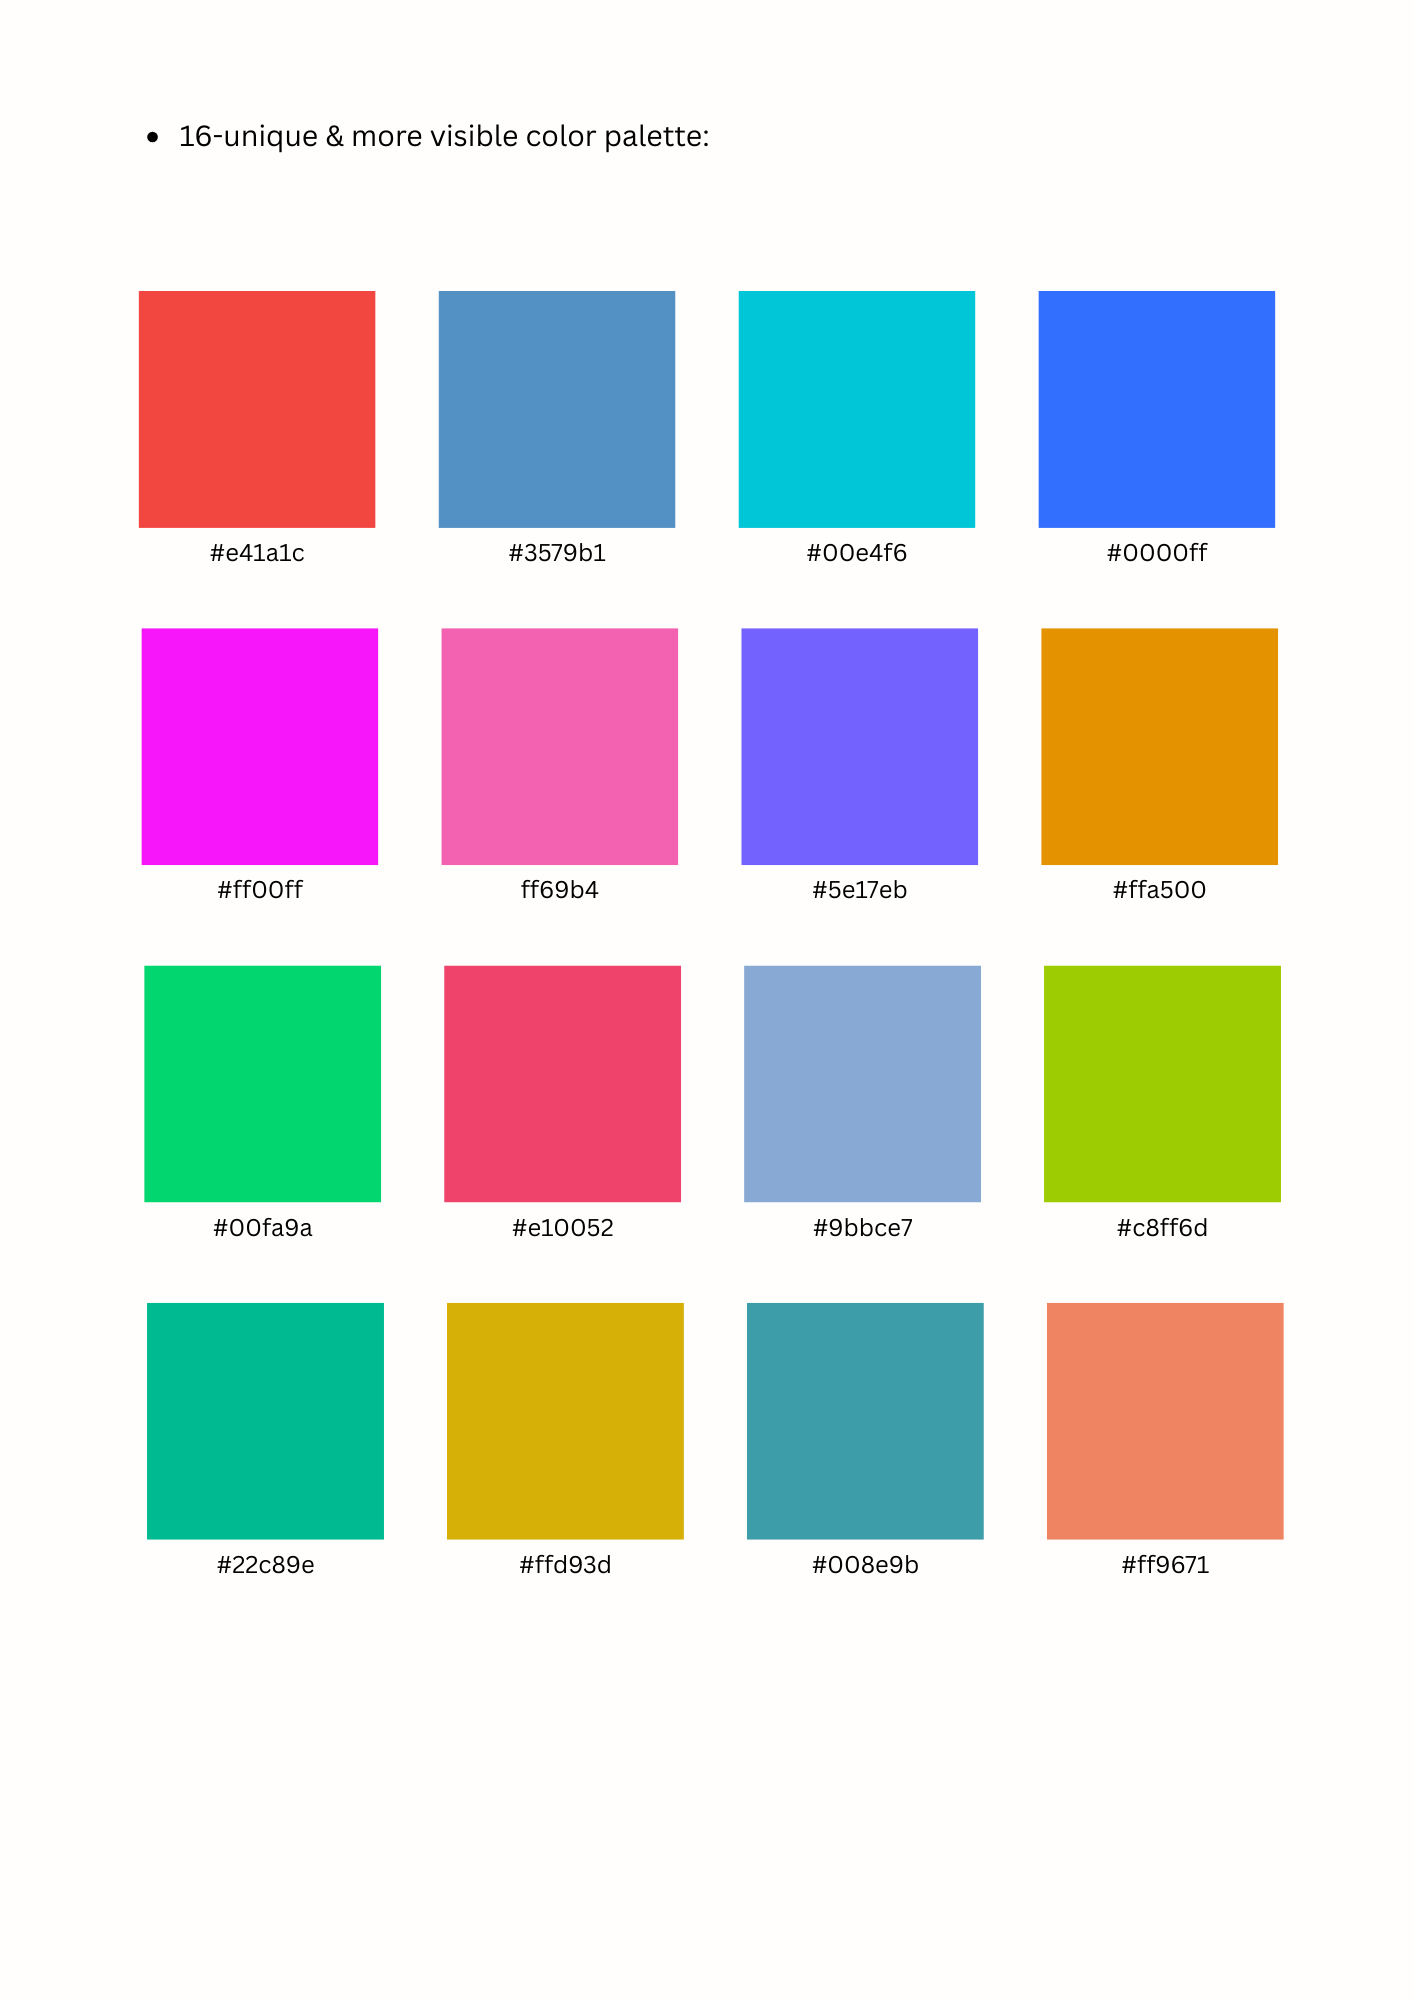 • 16-unique & more visible color palette:
#e41a1c #3579b1 #00e4f6 #0000ff
#ff00ff ff69b4 #5e17eb #ffa500
#00fa9a #e10052 #9bbce7 #c8ff6d
#22c89e #ffd93d #008e9b #ff9671